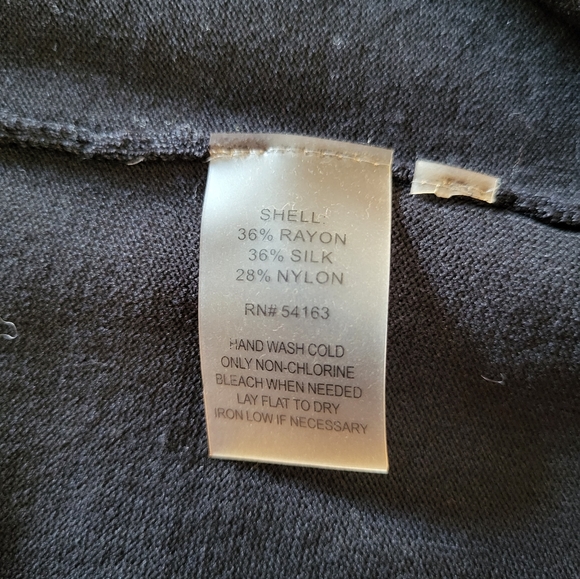 SHELL:
36% RAYON
36% SILK
28% NYLON
RN# 54163
HAND WASH COLD
ONLY NON-CHLORINE
BLEACH WHEN NEEDED
LAY FLAT TO DRY
IRON LOW IF NECESSARY